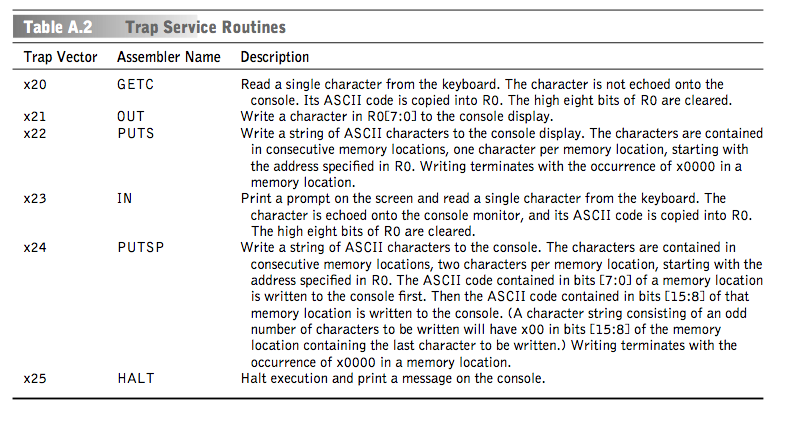 Table A.2 Trap Service Routines
Trap Vector Assembler Name Description
x20 GETC Read a single character from the keyboard. The character is not echoed onto the
console. Its ASCII code is copied into R0. The high eight bits of R0 are cleared.
x21 OUT Write a character in R0[7:0] to the console display.
x22 PUTS Write a string of ASCII characters to the console display. The characters are contained
in consecutive memory locations, one character per memory location, starting with
the address specified in R0. Writing terminates with the occurrence of x0000 in a
memory location.
x23 IN Print a prompt on the screen and read a single character from the keyboard. The
character is echoed onto the console monitor, and its ASCII code is copied into R0.
The high eight bits of R0 are cleared.
x24 PUTSP Write a string of ASCII characters to the console. The characters are contained in
consecutive memory locations, two characters per memory location, starting with the
address specified in R0. The ASCII code contained in bits [7:0] of a memory location
is written to the console first. Then the ASCII code contained in bits [15:8] of that
memory location is written to the console. (A character string consisting of an odd
number of characters to be written will have x00 in bits [15:8] of the memory
location containing the last character to be written.) Writing terminates with the
occurrence of x0000 in a memory location.
x25 HALT Halt execution and print a message on the console.